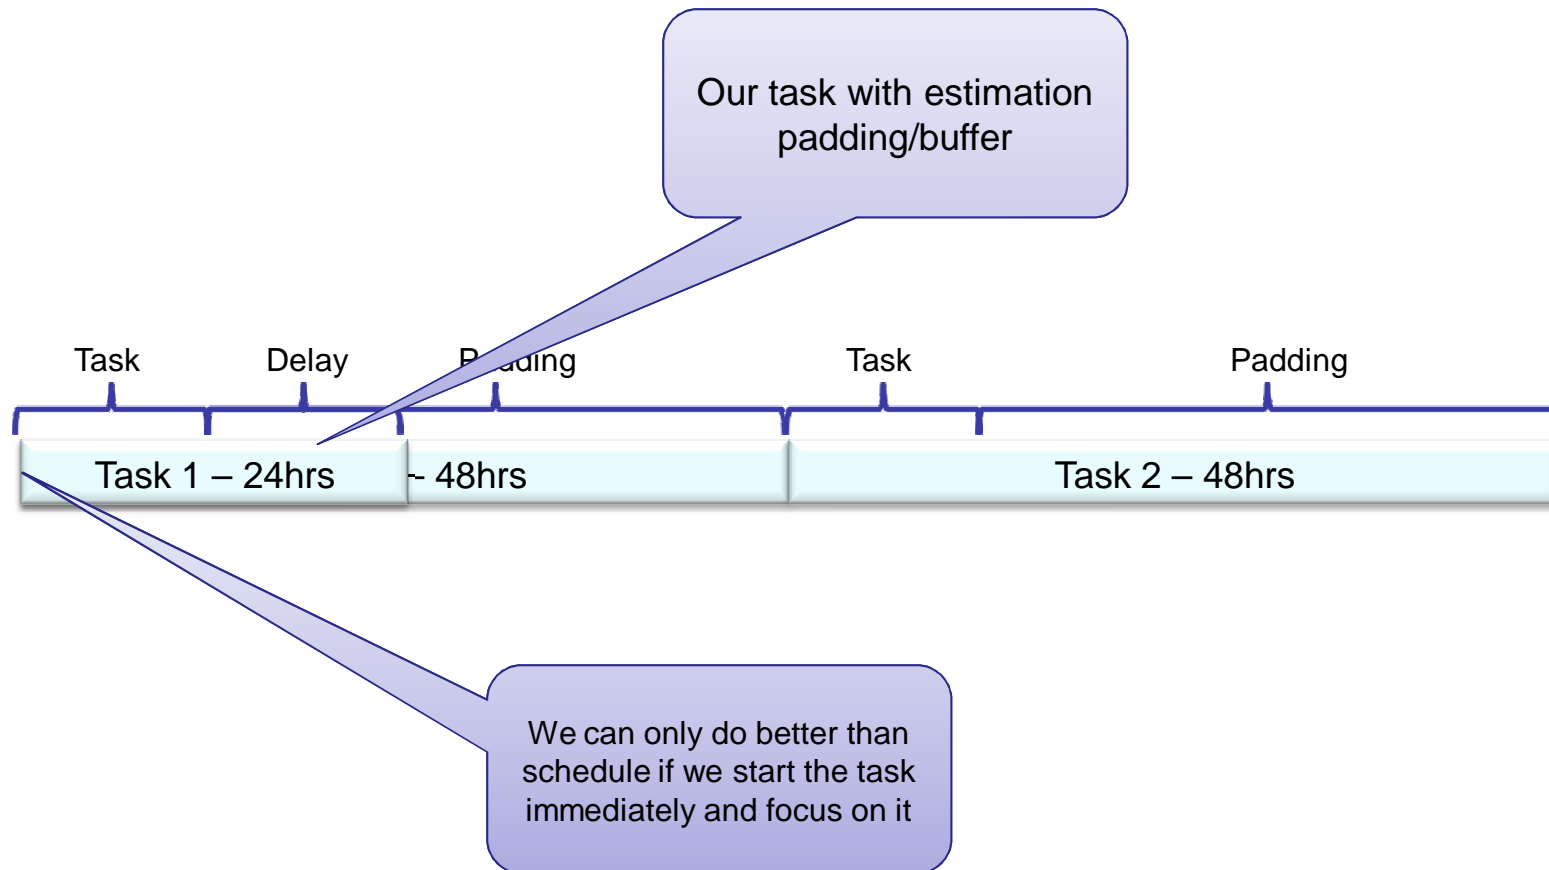 Our task with estimation
padding/buffer
Task
Delay
Padding
Task
Padding
Task 1 – 24hrs
- 48hrs
Task 2 – 48hrs
We can only do better than
schedule if we start the task
immediately and focus on it